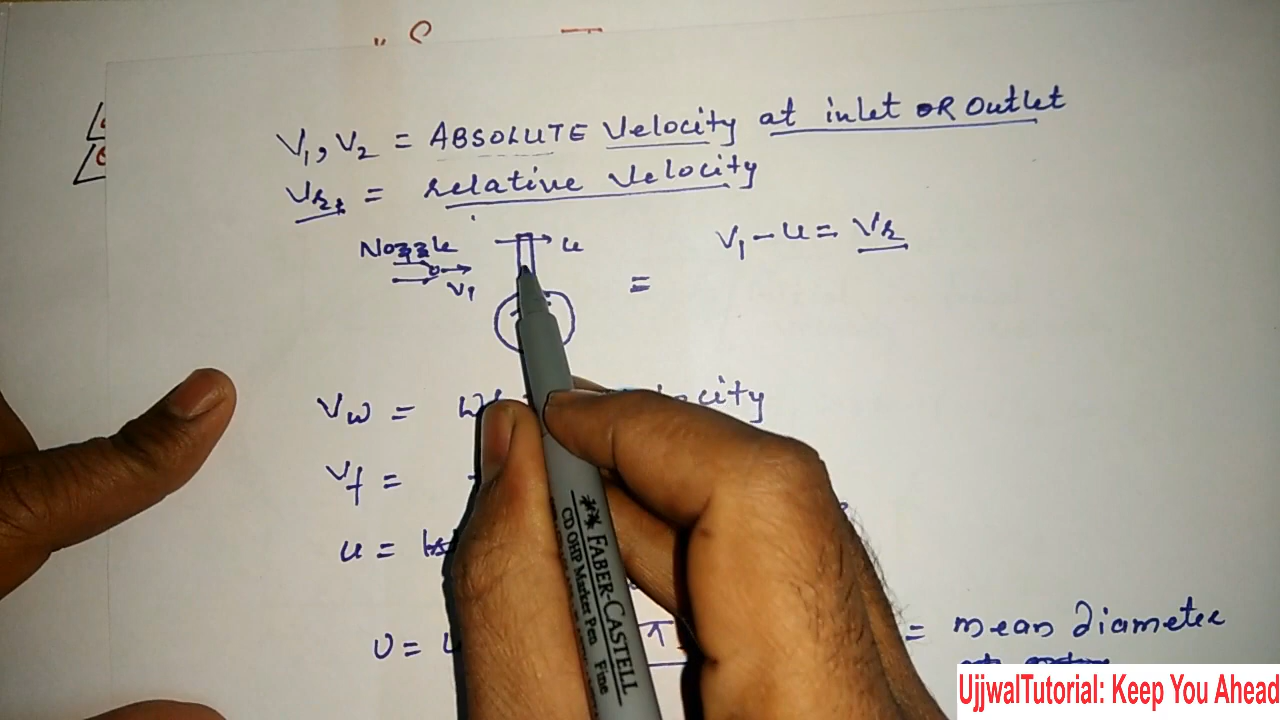 V1, V2 = ABSOLUTE Velocity at inlet OR Outlet
Vr1 = relative Velocity
Nozzle
u
V1
=
V1 - u = Vr
Vw =
Vf =
u =
U =
π
= mean Diameter
FABER-CASTELL
CD OHP Marker Pen Fine
UjjwalTutorial: Keep You Ahead